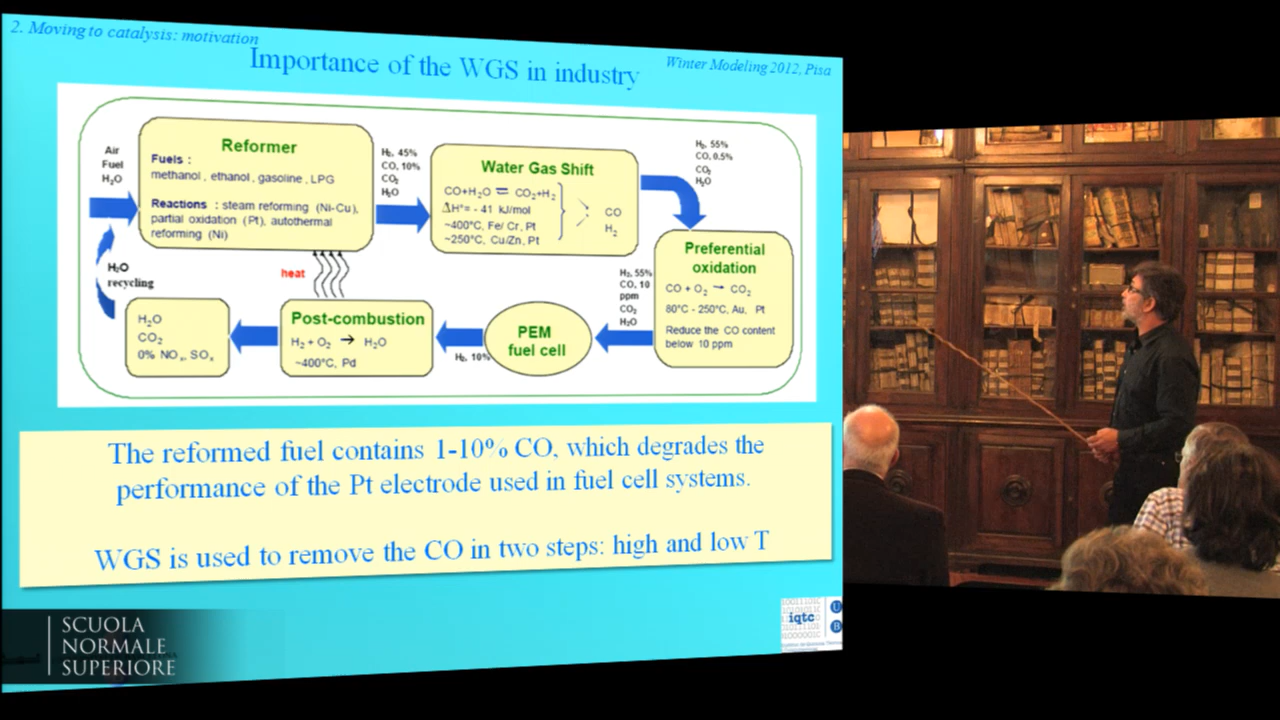 2. Moving to catalysis: motivation
Winter Modeling 2012, Pisa
Importance of the WGS in industry
Air
Fuel
H₂O
Reformer
Fuels :
methanol , ethanol , gasoline , LPG
Reactions : steam reforming (Ni-Cu),
partial oxidation (Pt), autothermal
reforming (Ni)
H₂, 45%
CO, 10%
CO₂
H₂O
Water Gas Shift
CO+H₂O = CO₂+H₂
ΔH°= - 41 kJ/mol
~400°C, Fe/ Cr, Pt
~250°C, Cu/Zn, Pt
CO
H₂
H₂, 55%
CO, 0.5%
CO₂
H₂O
Preferential
oxidation
CO + O₂ → CO₂
80°C - 250°C, Au, Pt
Reduce the CO content
below 10 ppm
H₂, 55%
CO, 10
ppm
CO₂
H₂O
PEM
fuel cell
H₂, 10%
heat
Post-combustion
H₂ + O₂ → H₂O
~400°C, Pd
H₂O
CO₂
0% NOₓ, SOₓ
H₂O
recycling
The reformed fuel contains 1-10% CO, which degrades the
performance of the Pt electrode used in fuel cell systems.
WGS is used to remove the CO in two steps: high and low T
SCUOLA
NORMALE
SUPERIORE
iqtc
U
B